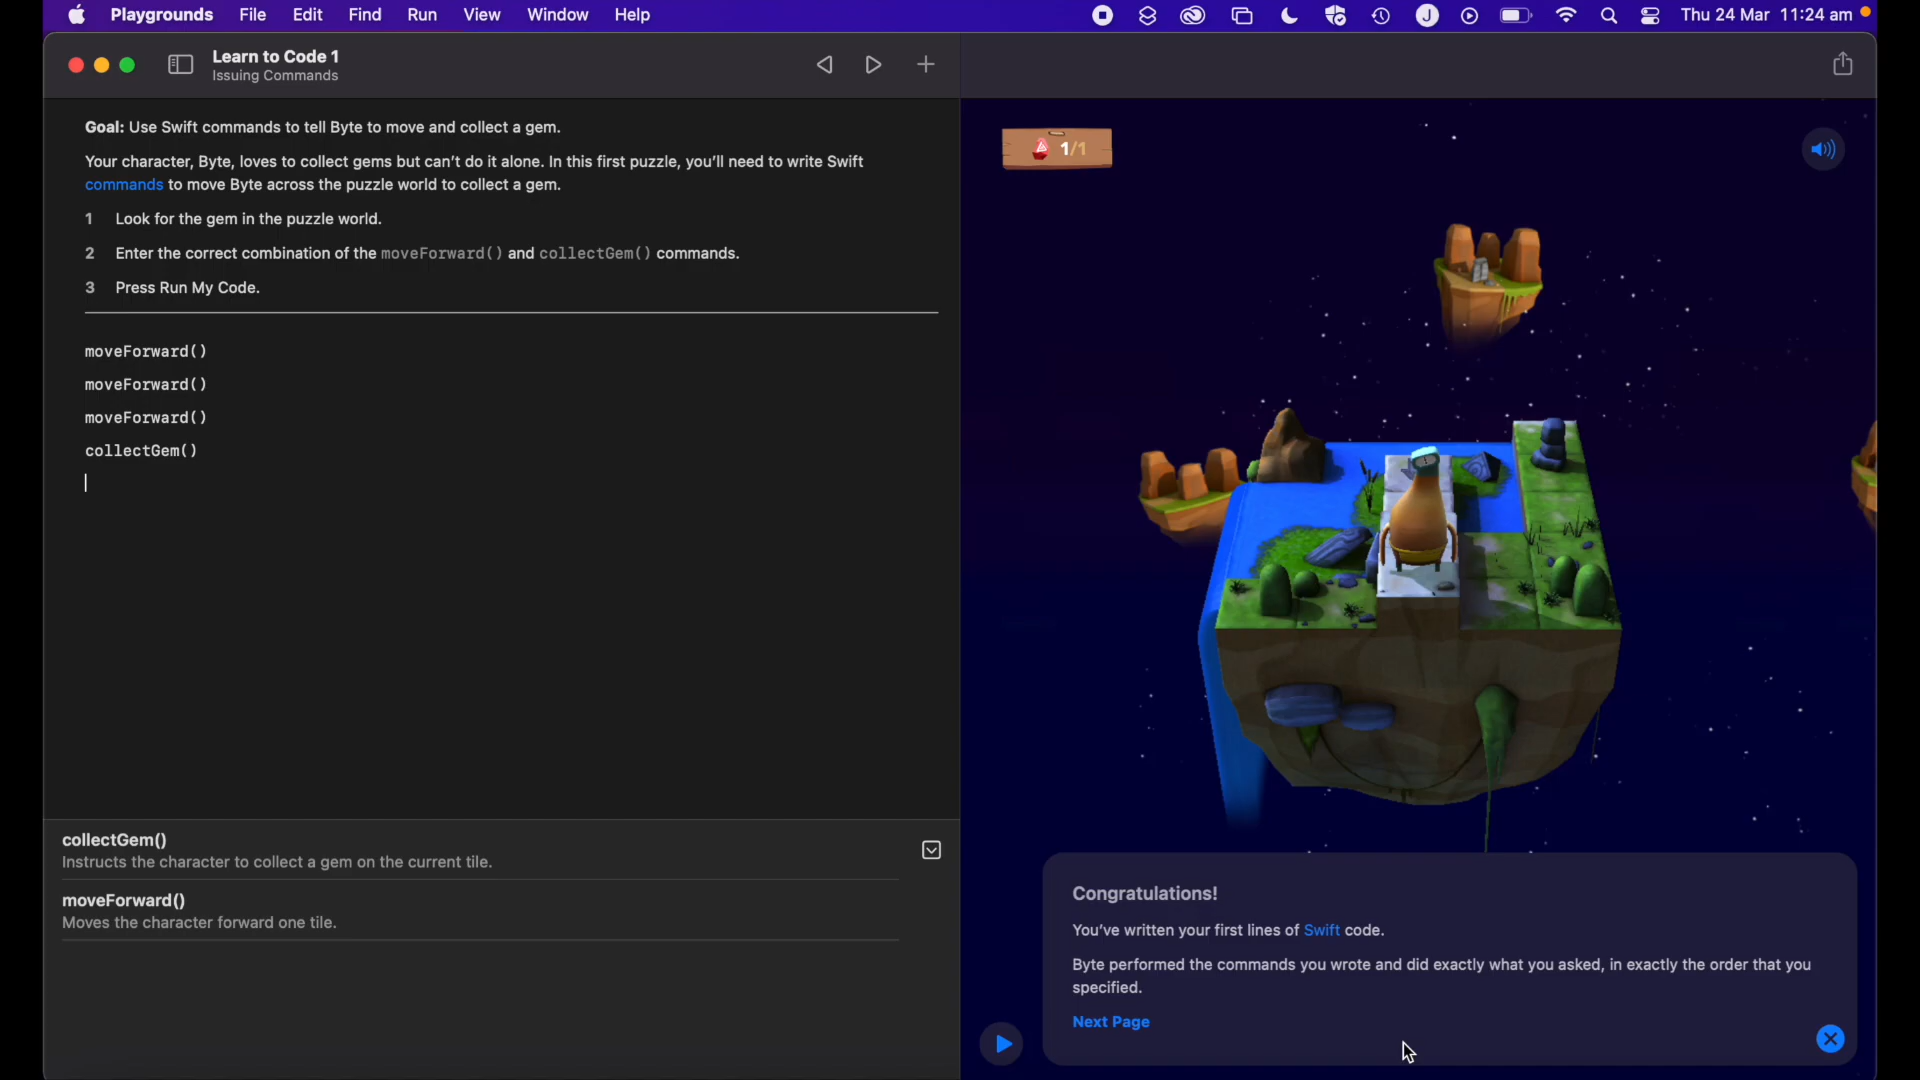 Playgrounds File Edit Find Run View Window Help J Thu 24 Mar 11:24 am
Learn to Code 1
Issuing Commands
Goal: Use Swift commands to tell Byte to move and collect a gem.
Your character, Byte, loves to collect gems but can’t do it alone. In this first puzzle, you’ll need to write Swift
commands to move Byte across the puzzle world to collect a gem.
1 Look for the gem in the puzzle world.
2 Enter the correct combination of the moveForward() and collectGem() commands.
3 Press Run My Code.
moveForward()
moveForward()
moveForward()
collectGem()
collectGem()
Instructs the character to collect a gem on the current tile.
moveForward()
Moves the character forward one tile.
1/1
Congratulations!
You’ve written your first lines of Swift code.
Byte performed the commands you wrote and did exactly what you asked, in exactly the order that you
specified.
Next Page